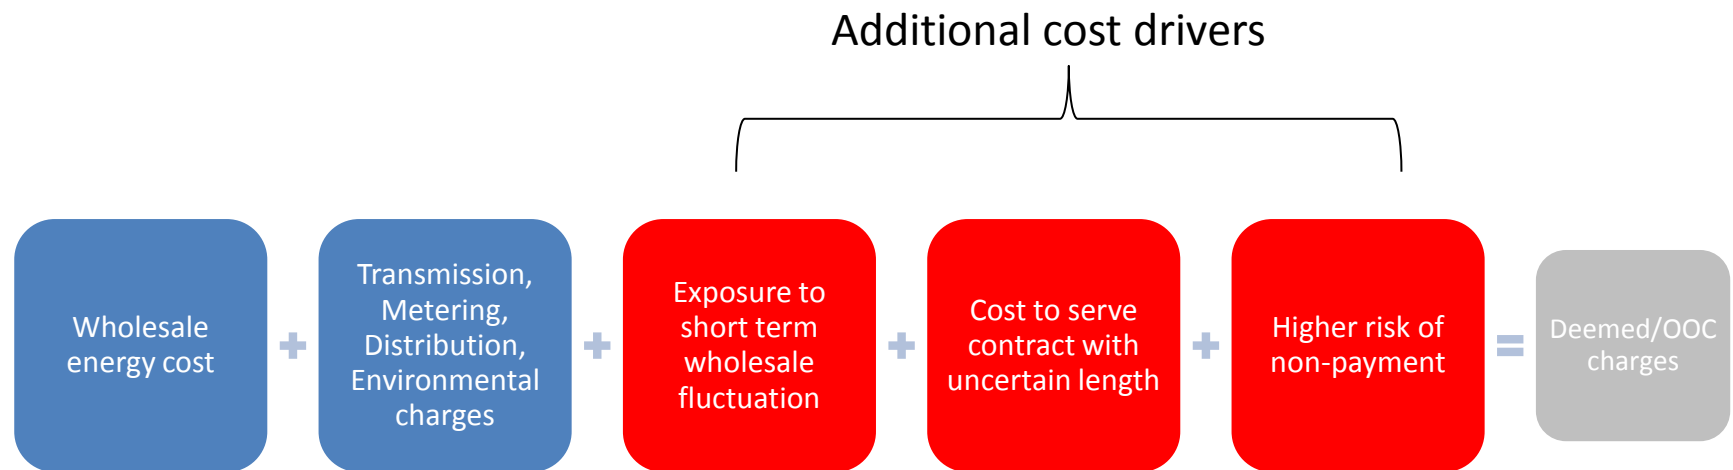 Additional cost drivers
Wholesale
energy cost
+
Transmission,
Metering,
Distribution,
Environmental
charges
+
Exposure to
short term
wholesale
fluctuation
+
Cost to serve
contract with
uncertain length
+
Higher risk of
non-payment
=
Deemed/OOC
charges